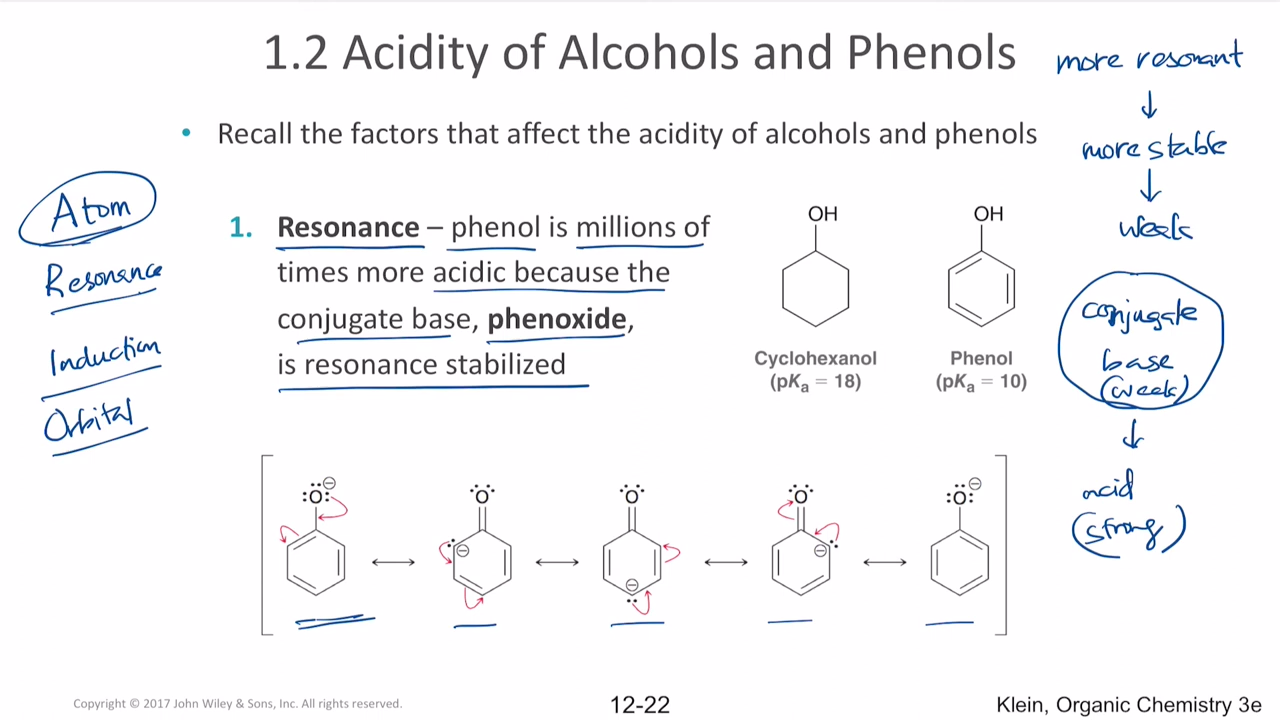 1.2 Acidity of Alcohols and Phenols
• Recall the factors that affect the acidity of alcohols and phenols
Atom
Resonance
Induction
Orbital
1. Resonance – phenol is millions of
times more acidic because the
conjugate base, phenoxide,
is resonance stabilized
OH
Cyclohexanol
(pKa = 18)
OH
Phenol
(pKa = 10)
more resonant
↓
more stable
↓
weak
conjugate
base
(weak)
↓
acid
(strong)
:Ö:⊖
Ö
⊖
Ö
⊖
Ö
⊖
:Ö:⊖
Copyright © 2017 John Wiley & Sons, Inc. All rights reserved.
12-22
Klein, Organic Chemistry 3e